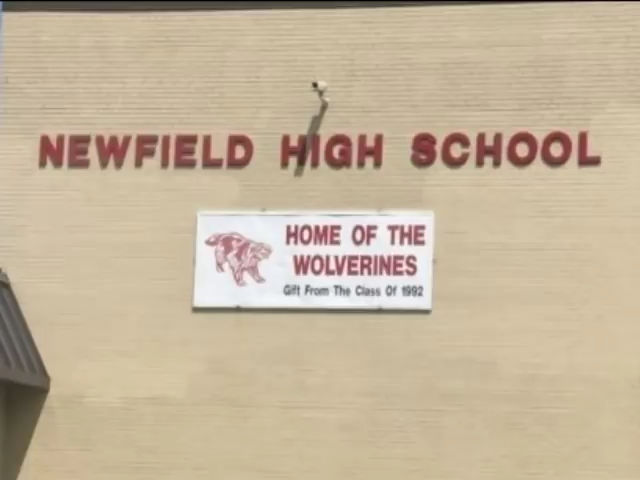 NEWFIELD HIGH SCHOOL
HOME OF THE
WOLVERINES
Gift From The Class Of 1992